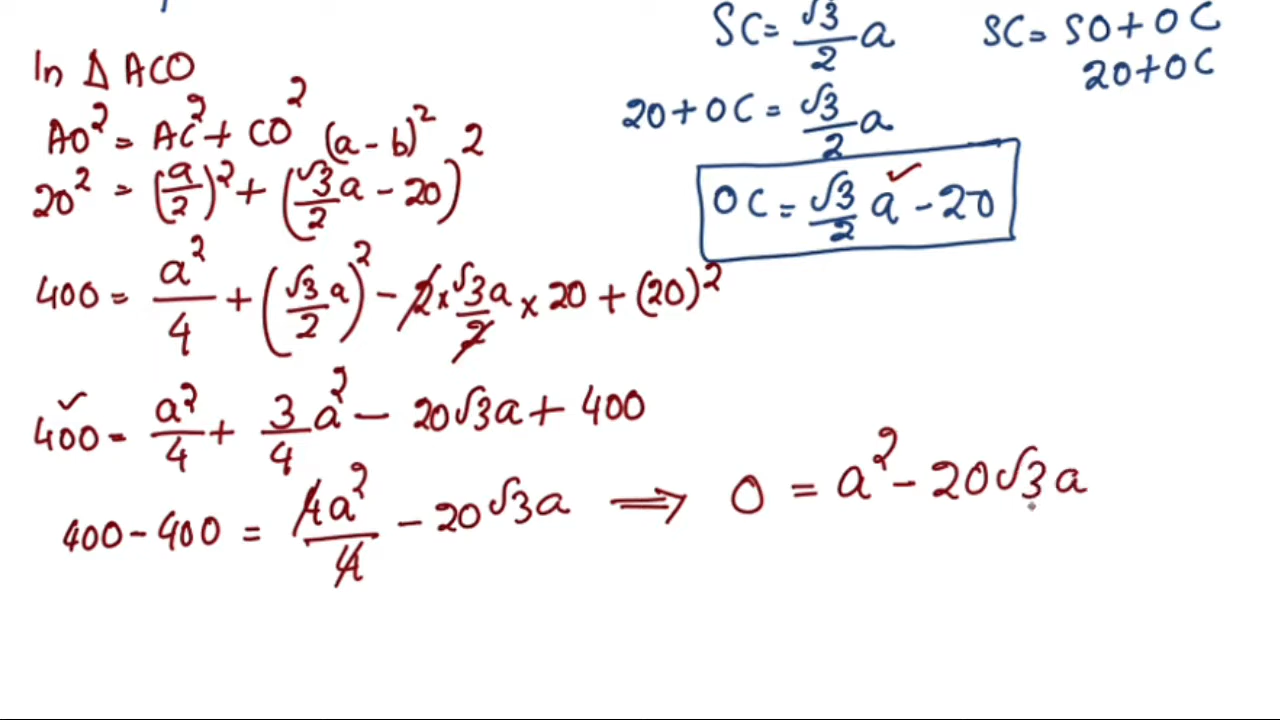 SC = √3/2 a
SC = SO + OC
20 + OC
20 + OC = √3/2 a
OC = √3/2 a ✓ - 20
In Δ ACO
AO² = AC² + CO²
(a - b)² 2
20² = (a/2)² + (√3/2 a - 20)²
400 = a²/4 + (√3/2 a)² - 2 × √3a/2 × 20 + (20)²
400 ✓ = a²/4 + 3/4 a² - 20√3a + 400
400 - 400 = 4a²/4 - 20√3a ⟹ 0 = a² - 20√3a